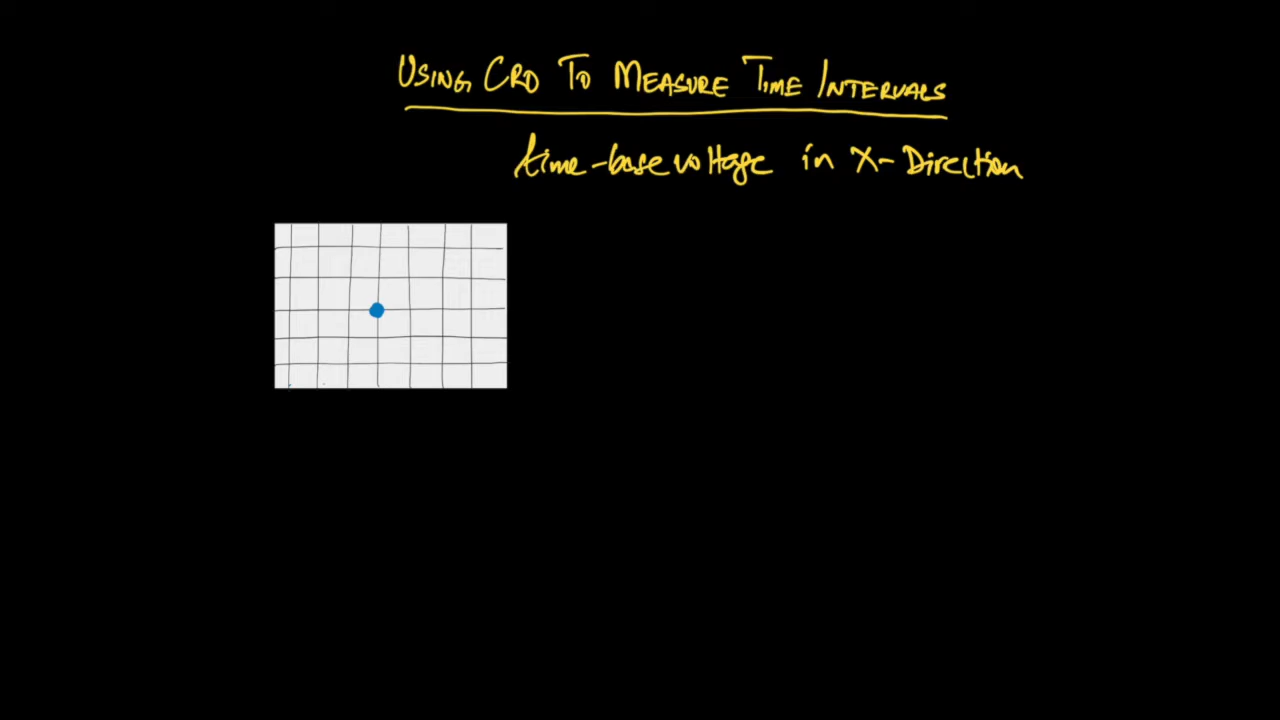 USING CRO TO MEASURE TIME INTERVALS
time-base voltage in X-Direction